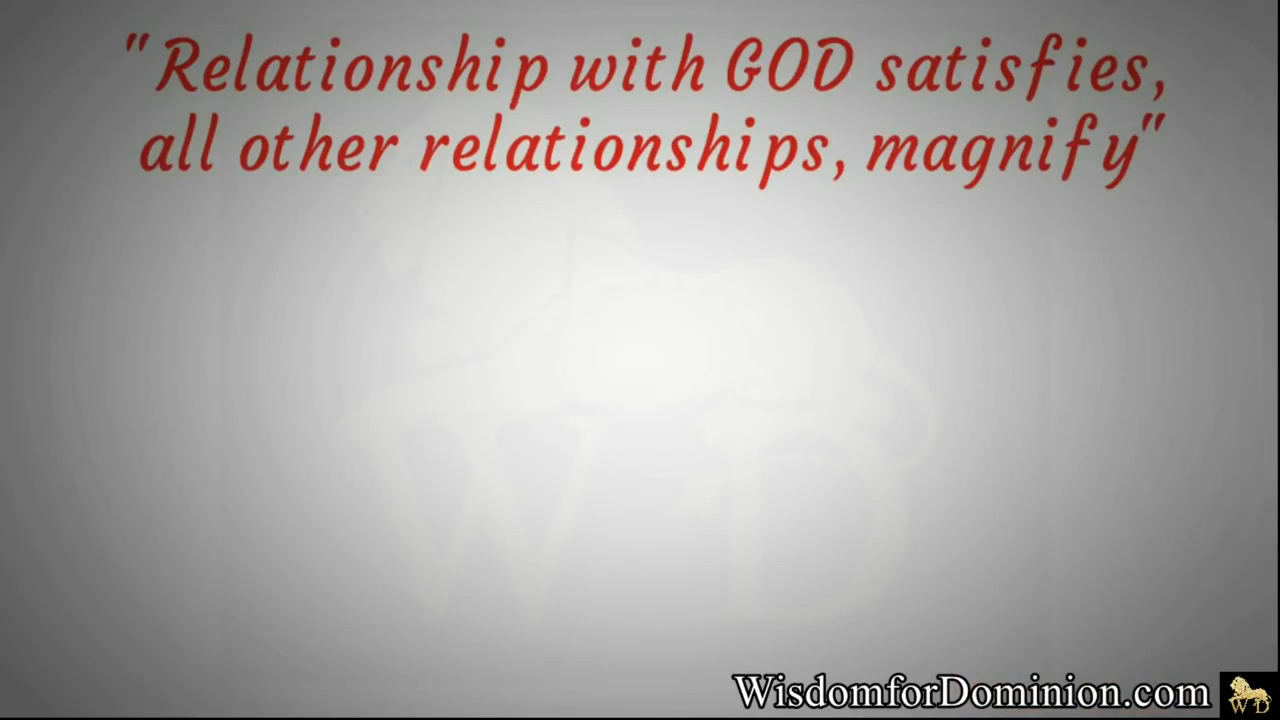 "Relationship with GOD satisfies,
all other relationships, magnify"
W D
WisdomforDominion.com
W D